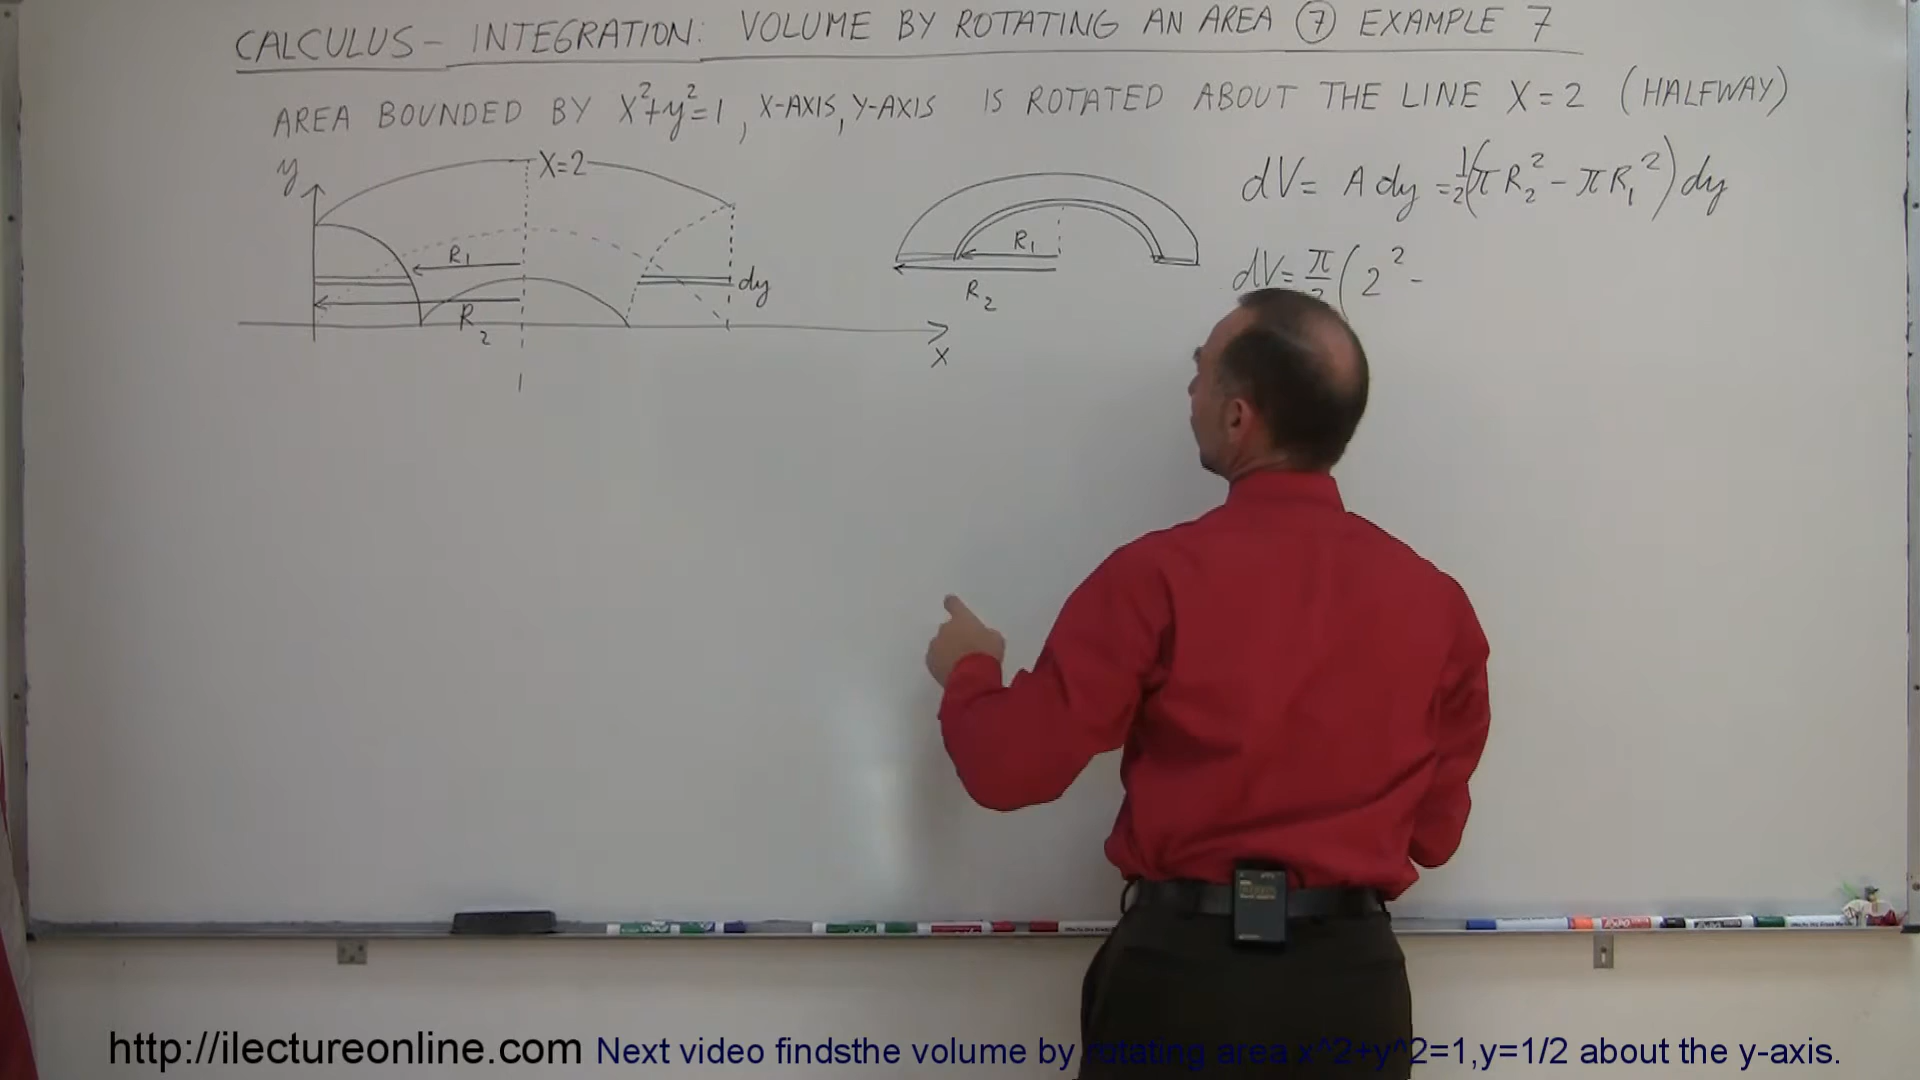 CALCULUS – INTEGRATION: VOLUME BY ROTATING AN AREA ⑦ EXAMPLE 7
AREA BOUNDED BY X²+y²=1, X-AXIS, Y-AXIS IS ROTATED ABOUT THE LINE X=2 (HALFWAY)
y
X=2
R₁
R₂
dy
x
R₁
R₂
dV = A dy = ½(πR₂² – πR₁²)dy
dV = π/2 (2² –
http://ilectureonline.com Next video findsthe volume by rotating area x^2+y^2=1,y=1/2 about the y-axis.